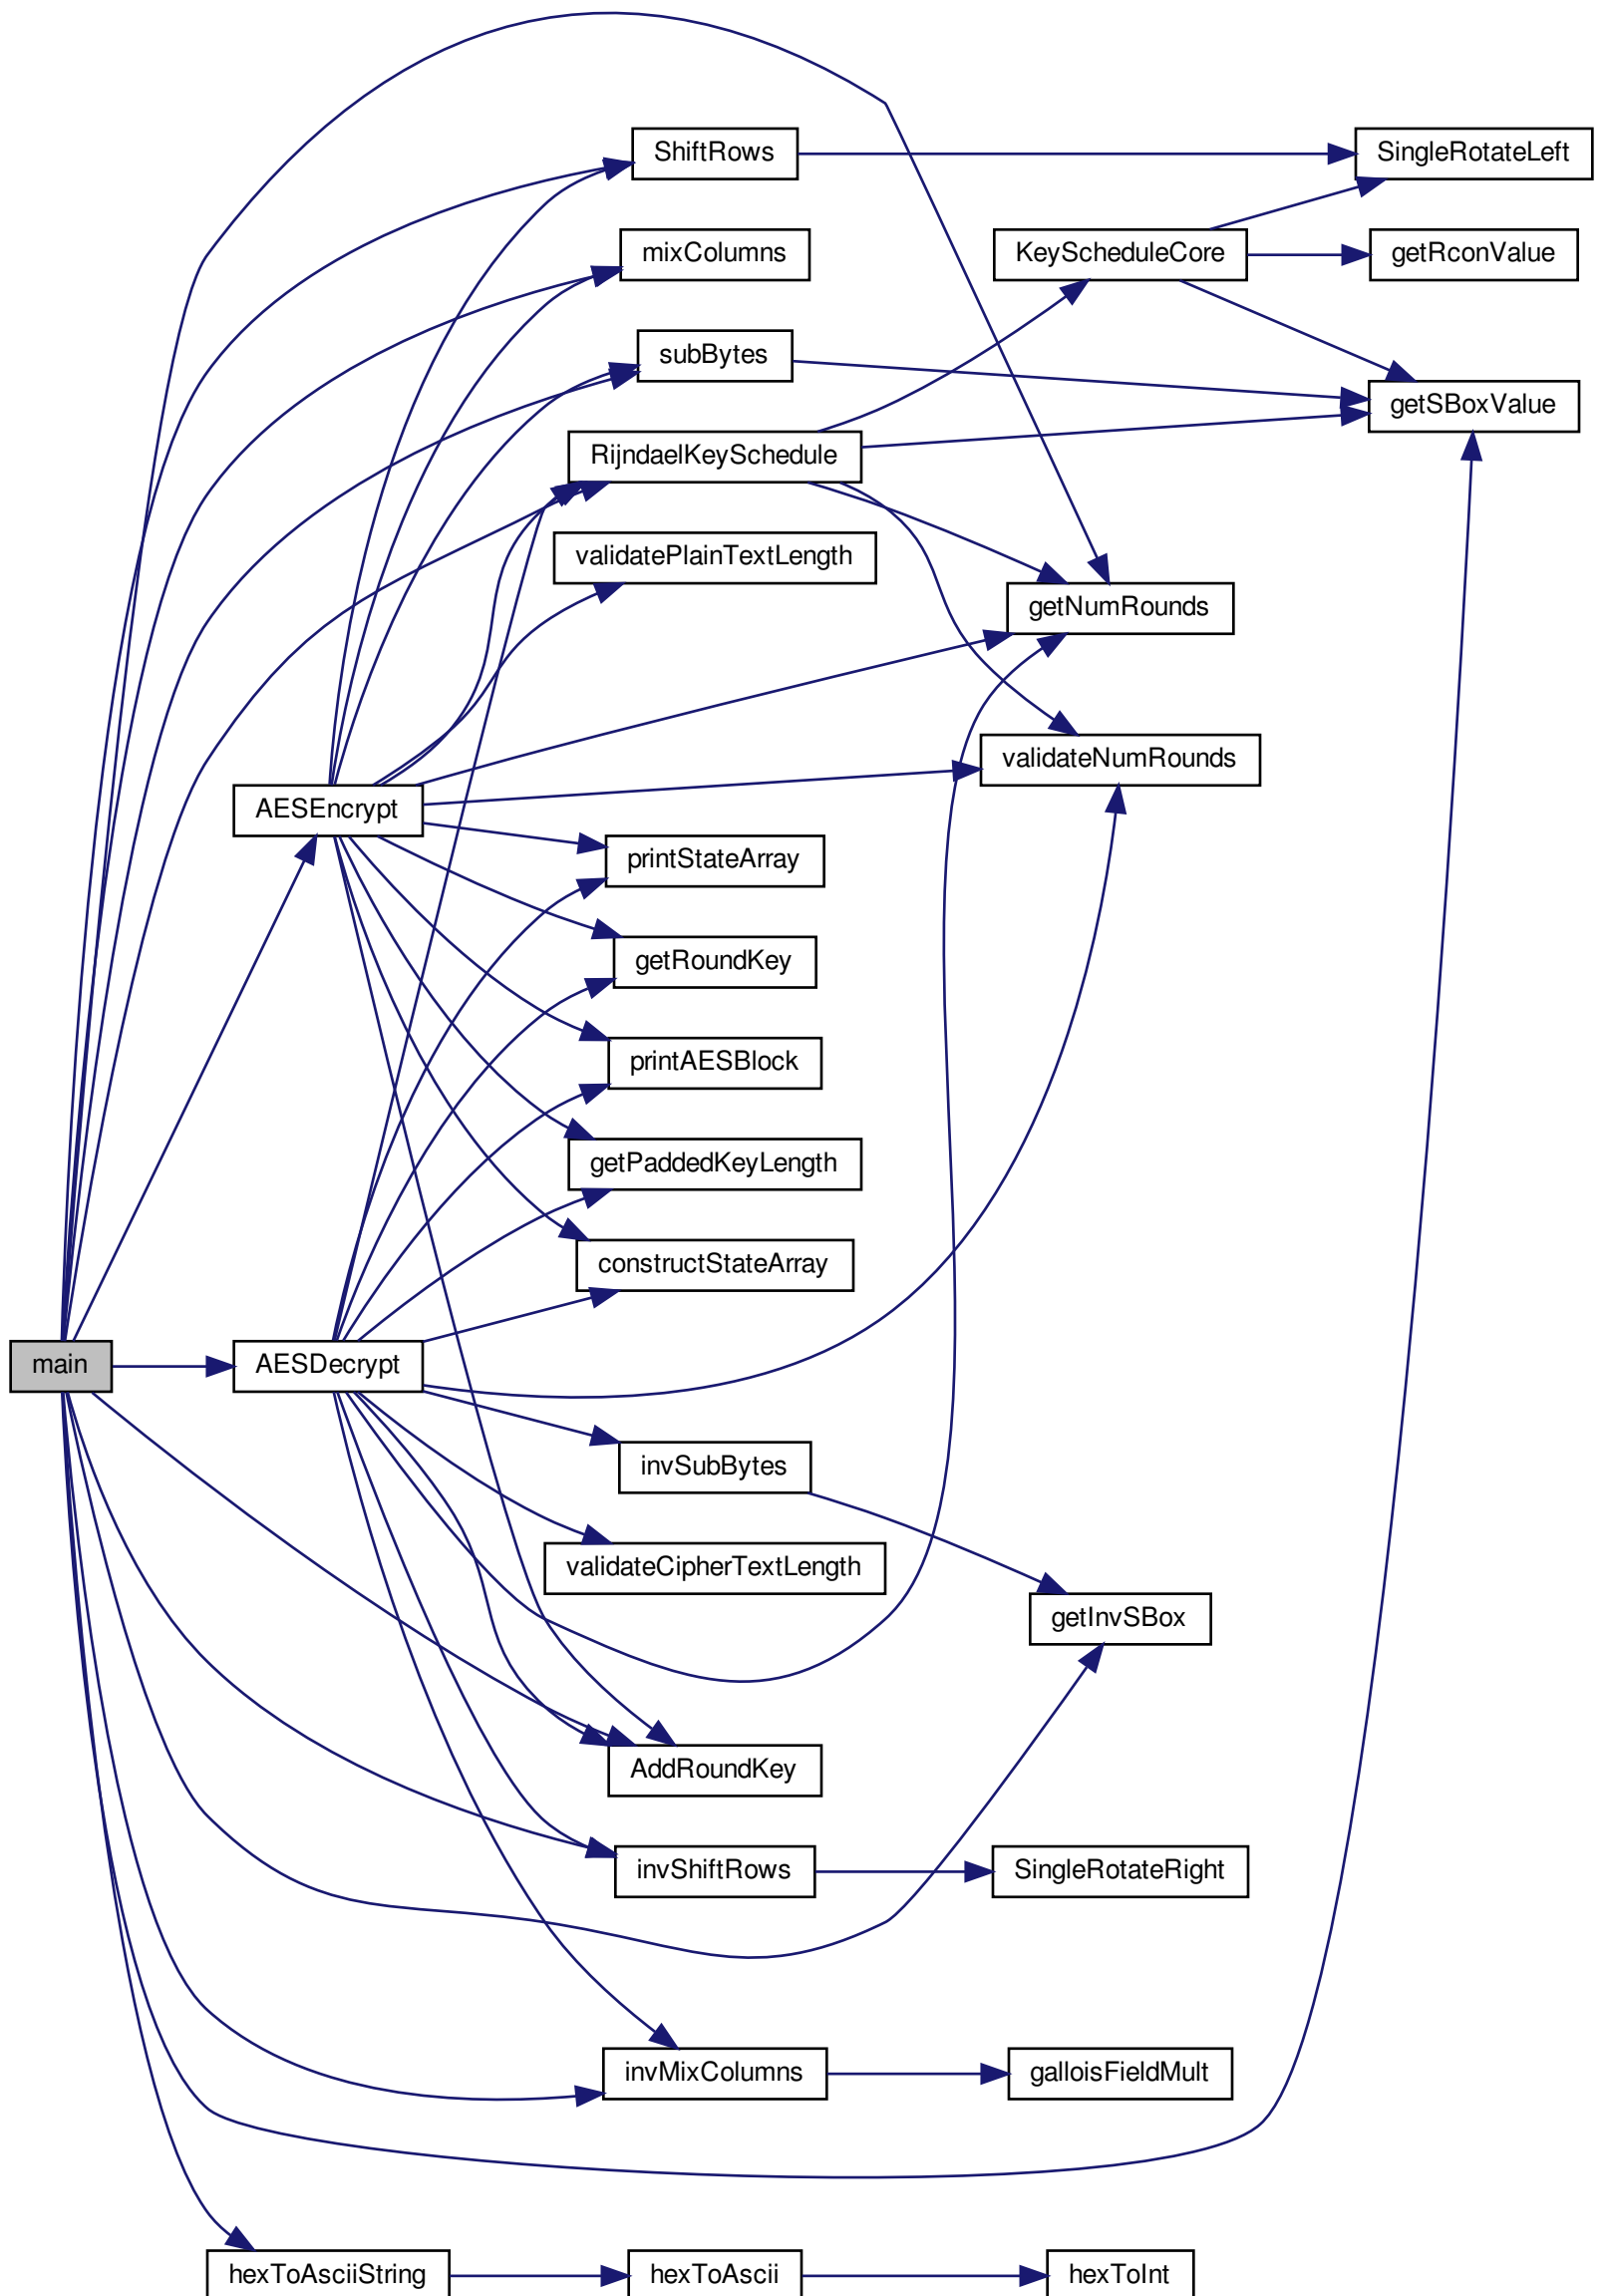 ShiftRows
SingleRotateLeft
mixColumns
KeyScheduleCore
getRconValue
subBytes
getSBoxValue
RijndaelKeySchedule
validatePlainTextLength
getNumRounds
validateNumRounds
AESEncrypt
printStateArray
getRoundKey
printAESBlock
getPaddedKeyLength
constructStateArray
main
AESDecrypt
invSubBytes
validateCipherTextLength
getInvSBox
AddRoundKey
invShiftRows
SingleRotateRight
invMixColumns
galloisFieldMult
hexToAsciiString
hexToAscii
hexToInt